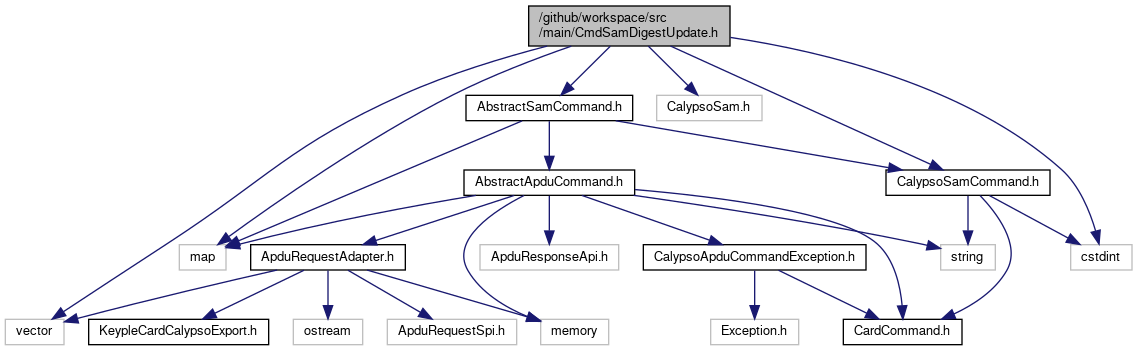 /github/workspace/src
/main/CmdSamDigestUpdate.h
AbstractSamCommand.h
CalypsoSam.h
AbstractApduCommand.h
CalypsoSamCommand.h
map
ApduRequestAdapter.h
ApduResponseApi.h
CalypsoApduCommandException.h
string
cstdint
vector
KeypleCardCalypsoExport.h
ostream
ApduRequestSpi.h
memory
Exception.h
CardCommand.h